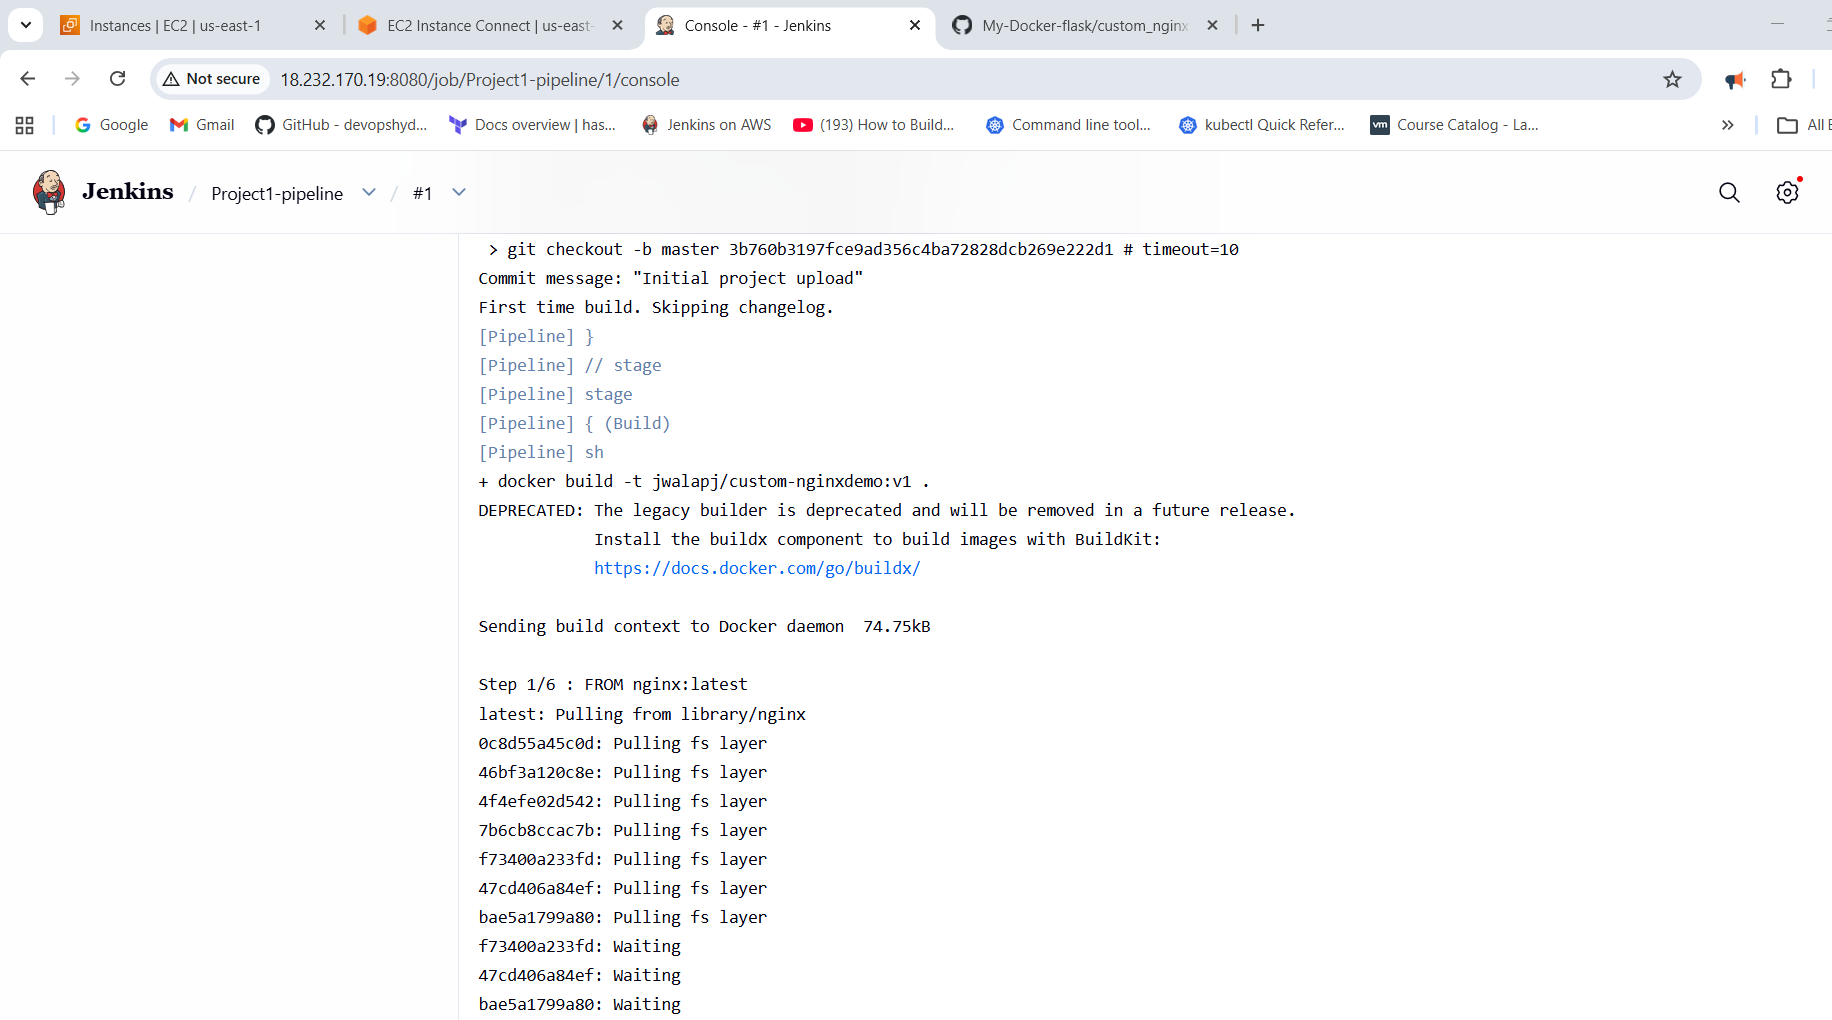 Instances | EC2 | us-east-1
EC2 Instance Connect | us-east-
Console - #1 - Jenkins
My-Docker-flask/custom_nginx
Not secure
18.232.170.19:8080/job/Project1-pipeline/1/console
Google
Gmail
GitHub - devopshyd...
Docs overview | has...
Jenkins on AWS
(193) How to Build...
Command line tool...
kubectl Quick Refer...
vm
Course Catalog - La...
All
Jenkins / Project1-pipeline / #1
> git checkout -b master 3b760b3197fce9ad356c4ba72828dcb269e222d1 # timeout=10
Commit message: "Initial project upload"
First time build. Skipping changelog.
[Pipeline] }
[Pipeline] // stage
[Pipeline] stage
[Pipeline] { (Build)
[Pipeline] sh
+ docker build -t jwalapj/custom-nginxdemo:v1 .
DEPRECATED: The legacy builder is deprecated and will be removed in a future release.
Install the buildx component to build images with BuildKit:
https://docs.docker.com/go/buildx/
Sending build context to Docker daemon  74.75kB
Step 1/6 : FROM nginx:latest
latest: Pulling from library/nginx
0c8d55a45c0d: Pulling fs layer
46bf3a120c8e: Pulling fs layer
4f4efe02d542: Pulling fs layer
7b6cb8ccac7b: Pulling fs layer
f73400a233fd: Pulling fs layer
47cd406a84ef: Pulling fs layer
bae5a1799a80: Pulling fs layer
f73400a233fd: Waiting
47cd406a84ef: Waiting
bae5a1799a80: Waiting